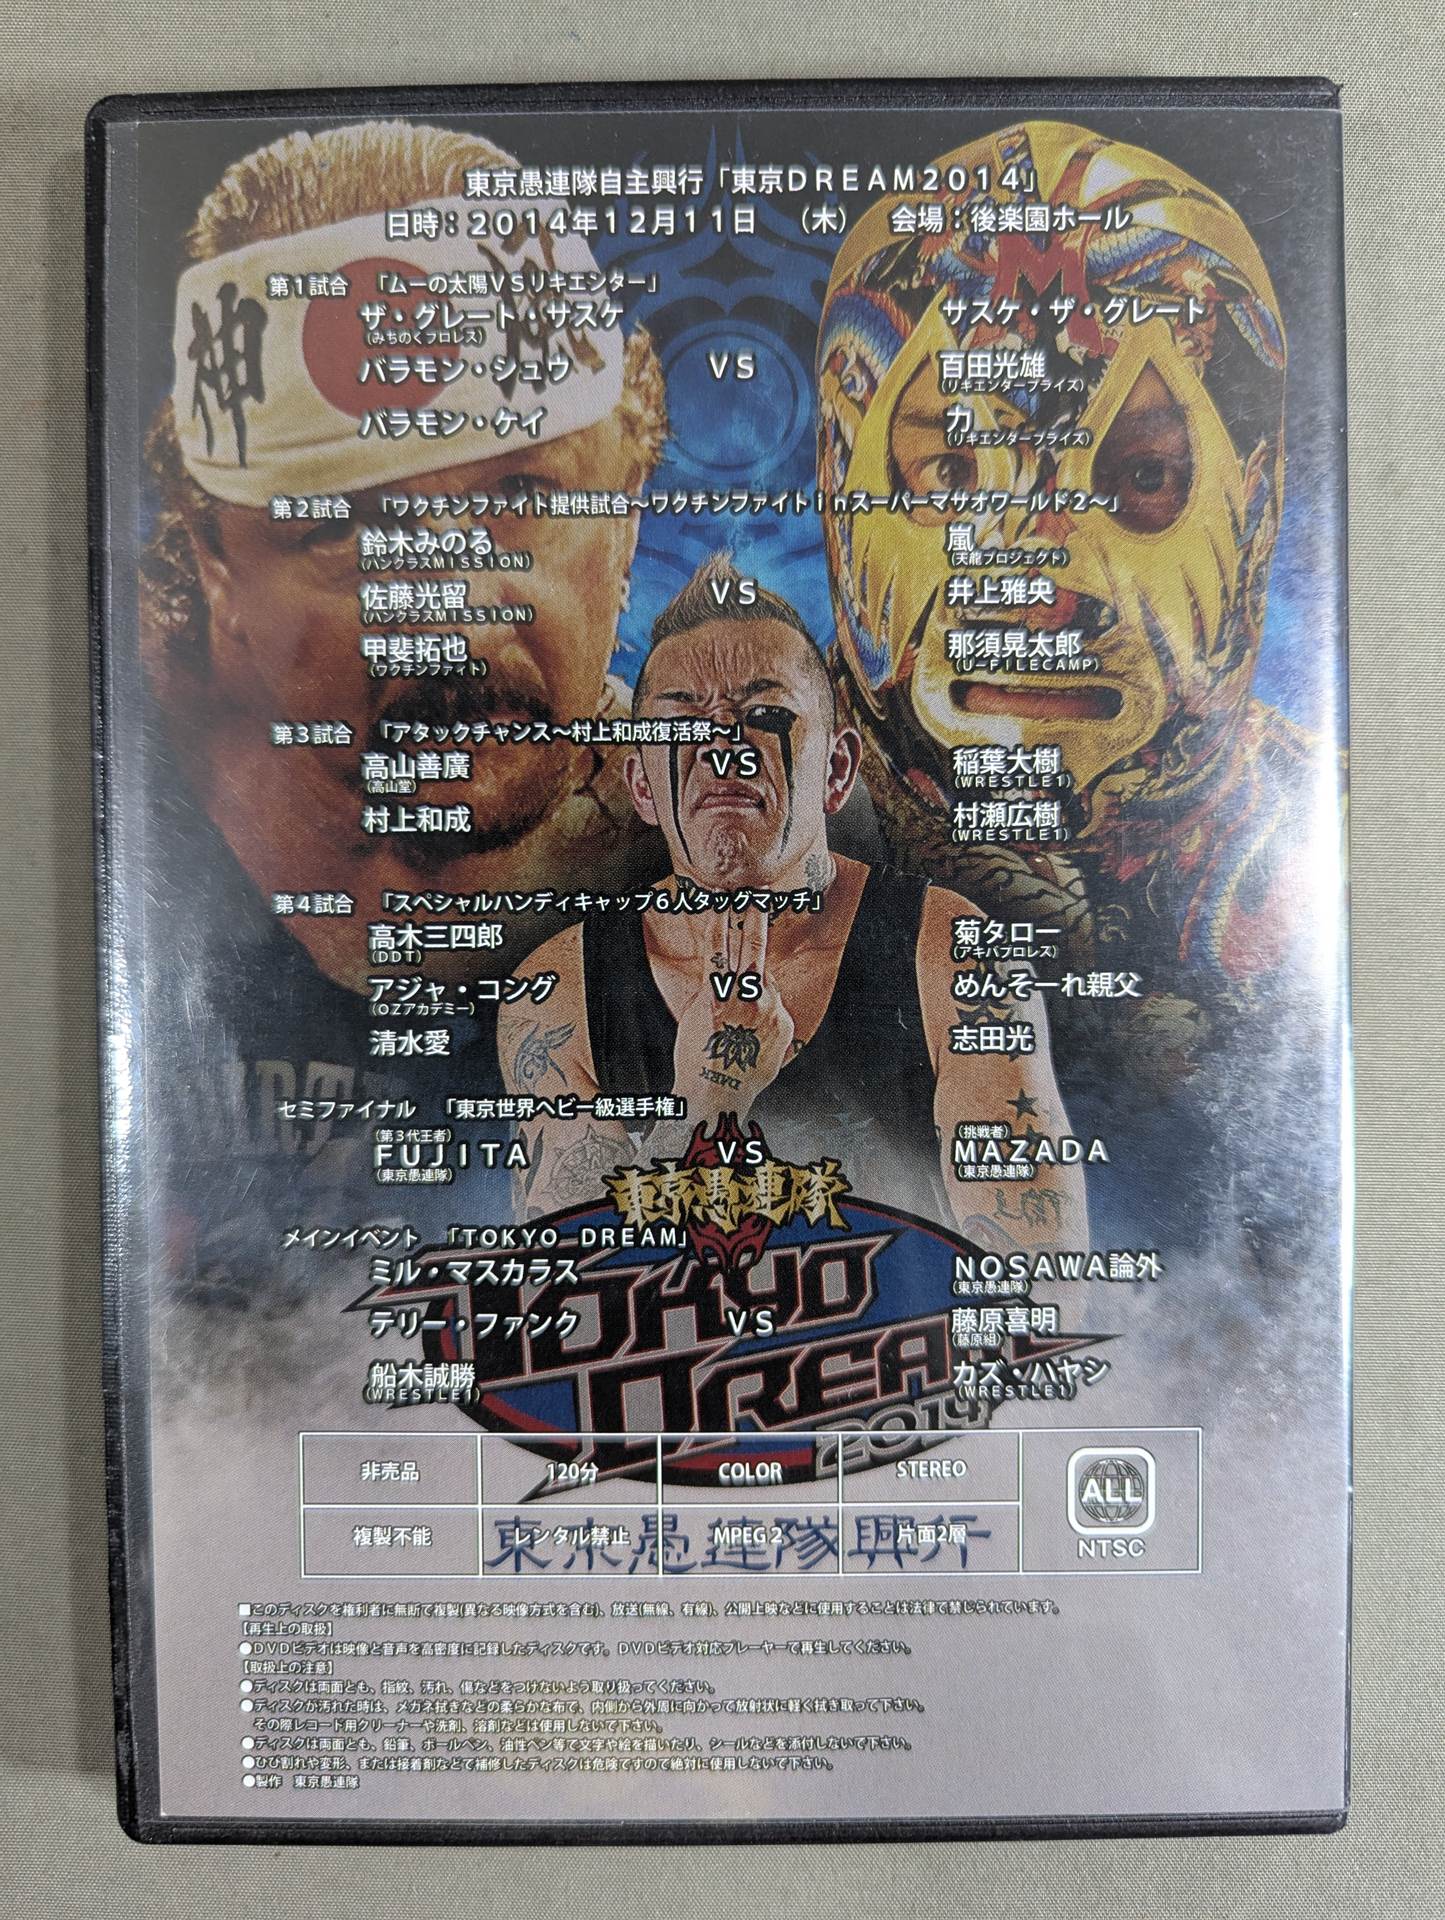 東京愚連隊自主興行「東京DREAM2014」
日時：2014年12月11日　（木）　会場：後楽園ホール
第1試合　「ムーの太陽VSリキエンター」
ザ・グレート・サスケ　サスケ・ザ・グレート
（みちのくプロレス）
バラモン・シュウ　VS　百田光雄
（リキエンタープライズ）
バラモン・ケイ　力
（リキエンタープライズ）
第2試合　「ワクチンファイト提供試合～ワクチンファイトinスーパーマサオワールド2～」
鈴木みのる　嵐
（パンクラスMISSION）　（天龍プロジェクト）
佐藤光留　VS　井上雅央
（パンクラスMISSION）
甲斐拓也　那須晃太郎
（ワクチンファイト）　（U-FILECAMP）
第3試合　「アタックチャンス～村上和成復活祭～」
高山善廣　VS　稲葉大樹
（高山堂）　（WRESTLE1）
村上和成　村瀬広樹
（WRESTLE1）
第4試合　「スペシャルハンディキャップ6人タッグマッチ」
高木三四郎　菊タロー
（DDT）　（アキバプロレス）
アジャ・コング　VS　めんそーれ親父
（OZアカデミー）
清水愛　志田光
セミファイナル　「東京世界ヘビー級選手権」
（第3代王者）　（挑戦者）
FUJITA　VS　MAZADA
（東京愚連隊）　（東京愚連隊）
東京愚連隊
メインイベント　「TOKYO DREAM」
ミル・マスカラス　NOSAWA論外
（東京愚連隊）
テリー・ファンク　VS　藤原喜明
（藤原組）
船木誠勝　カズ・ハヤシ
（WRESTLE1）　（WRESTLE1）
TOKYO
DREAM
2014
神
M
DARK
非売品　120分　COLOR　STEREO　ALL
複製不能　レンタル禁止　MPEG2　片面2層　NTSC
東京愚連隊興行
■このディスクを権利者に無断で複製(異なる映像方式を含む)、放送(無線、有線)、公開上映などに使用することは法律で禁じられています。
【再生上の取扱】
●DVDビデオは映像と音声を高密度に記録したディスクです。DVDビデオ対応プレーヤーで再生してください。
【取扱上の注意】
●ディスクは両面とも、指紋、汚れ、傷などをつけないよう取り扱ってください。
●ディスクが汚れた時は、メガネ拭きなどの柔らかな布で、内側から外周に向かって放射状に軽く拭き取って下さい。
その際レコード用クリーナーや洗剤、溶剤などは使用しないで下さい。
●ディスクは両面とも、鉛筆、ボールペン、油性ペン等で文字や絵を描いたり、シールなどを添付しないで下さい。
●ひび割れや変形、または接着剤などで補修したディスクは危険ですので絶対に使用しないで下さい。
●製作　東京愚連隊